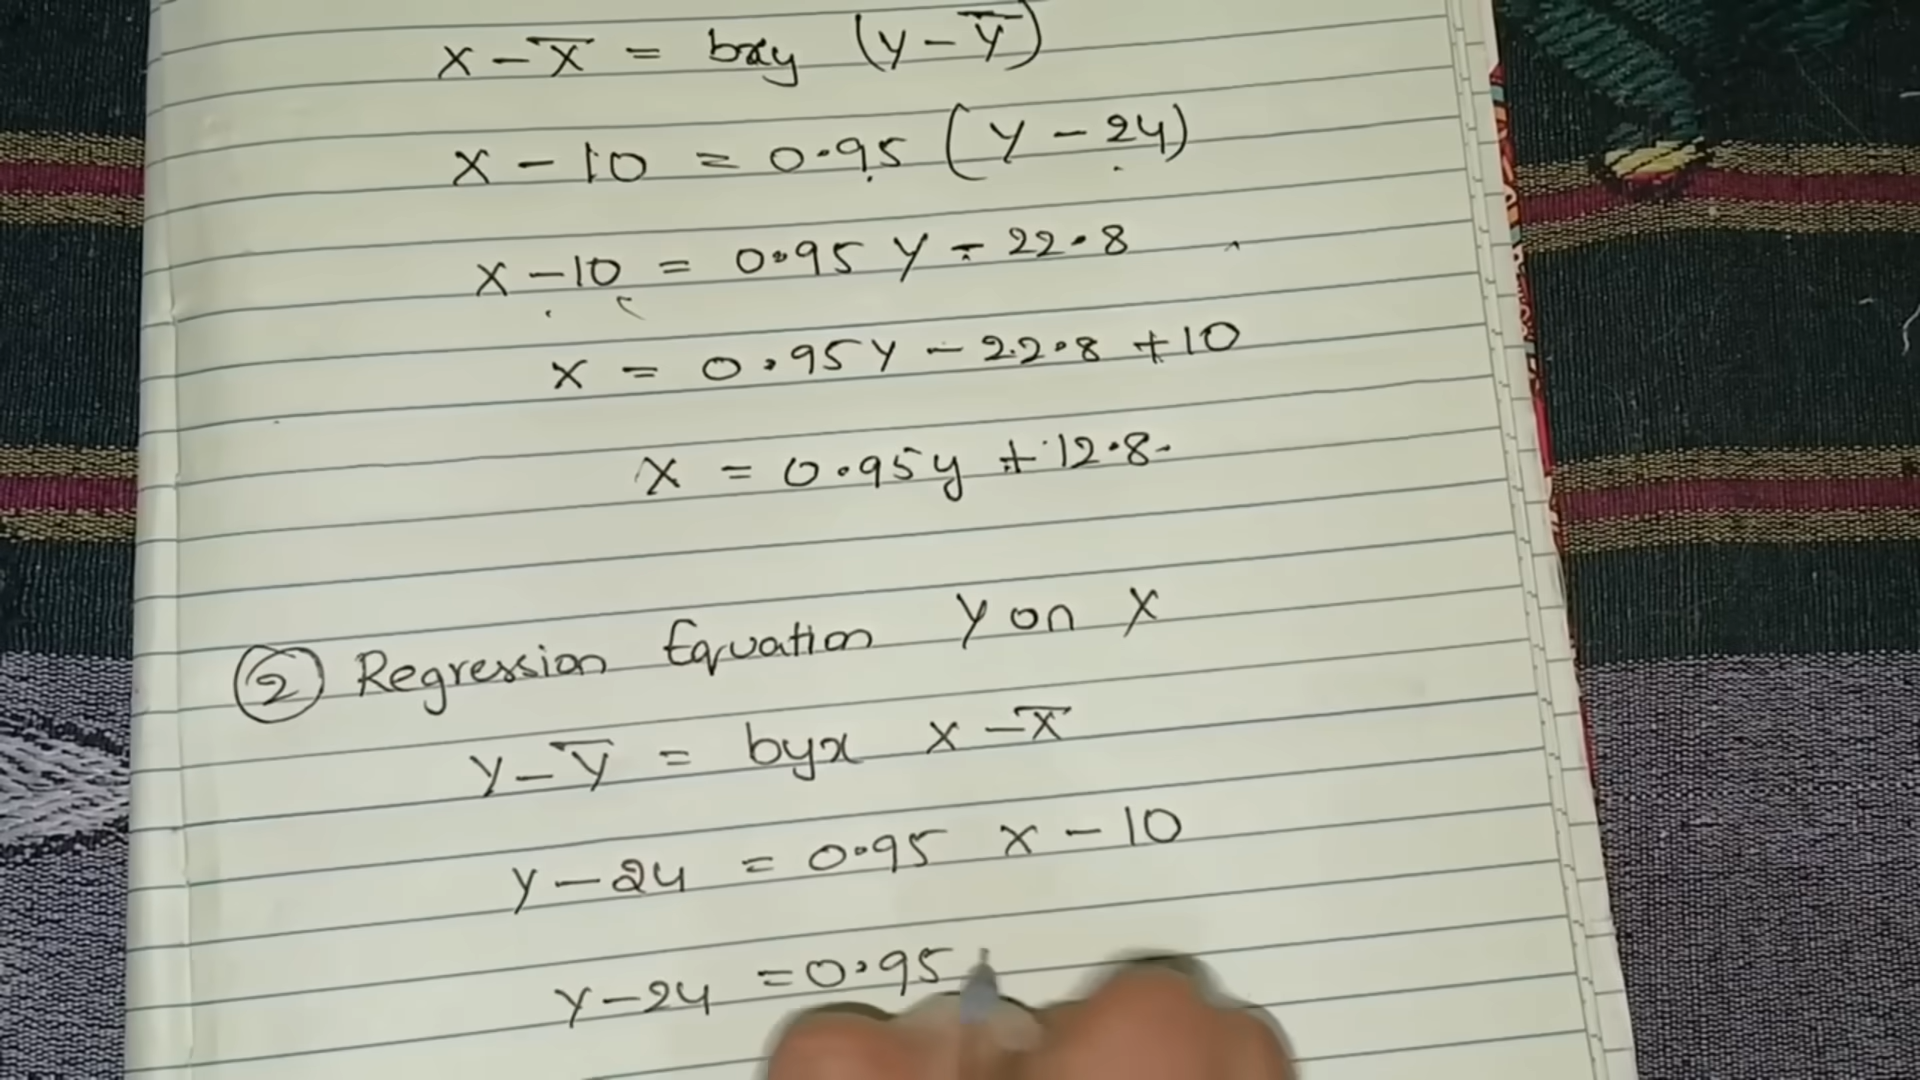 X - X̅ = bxy (Y - Y̅)
X - 10 = 0.95 (Y - 24)
X - 10 = 0.95 Y - 22.8
X = 0.95Y - 22.8 + 10
X = 0.95y + 12.8
② Regression Equation Y on X
Y - Y̅ = byx X - X̅
Y - 24 = 0.95 X - 10
Y - 24 = 0.95